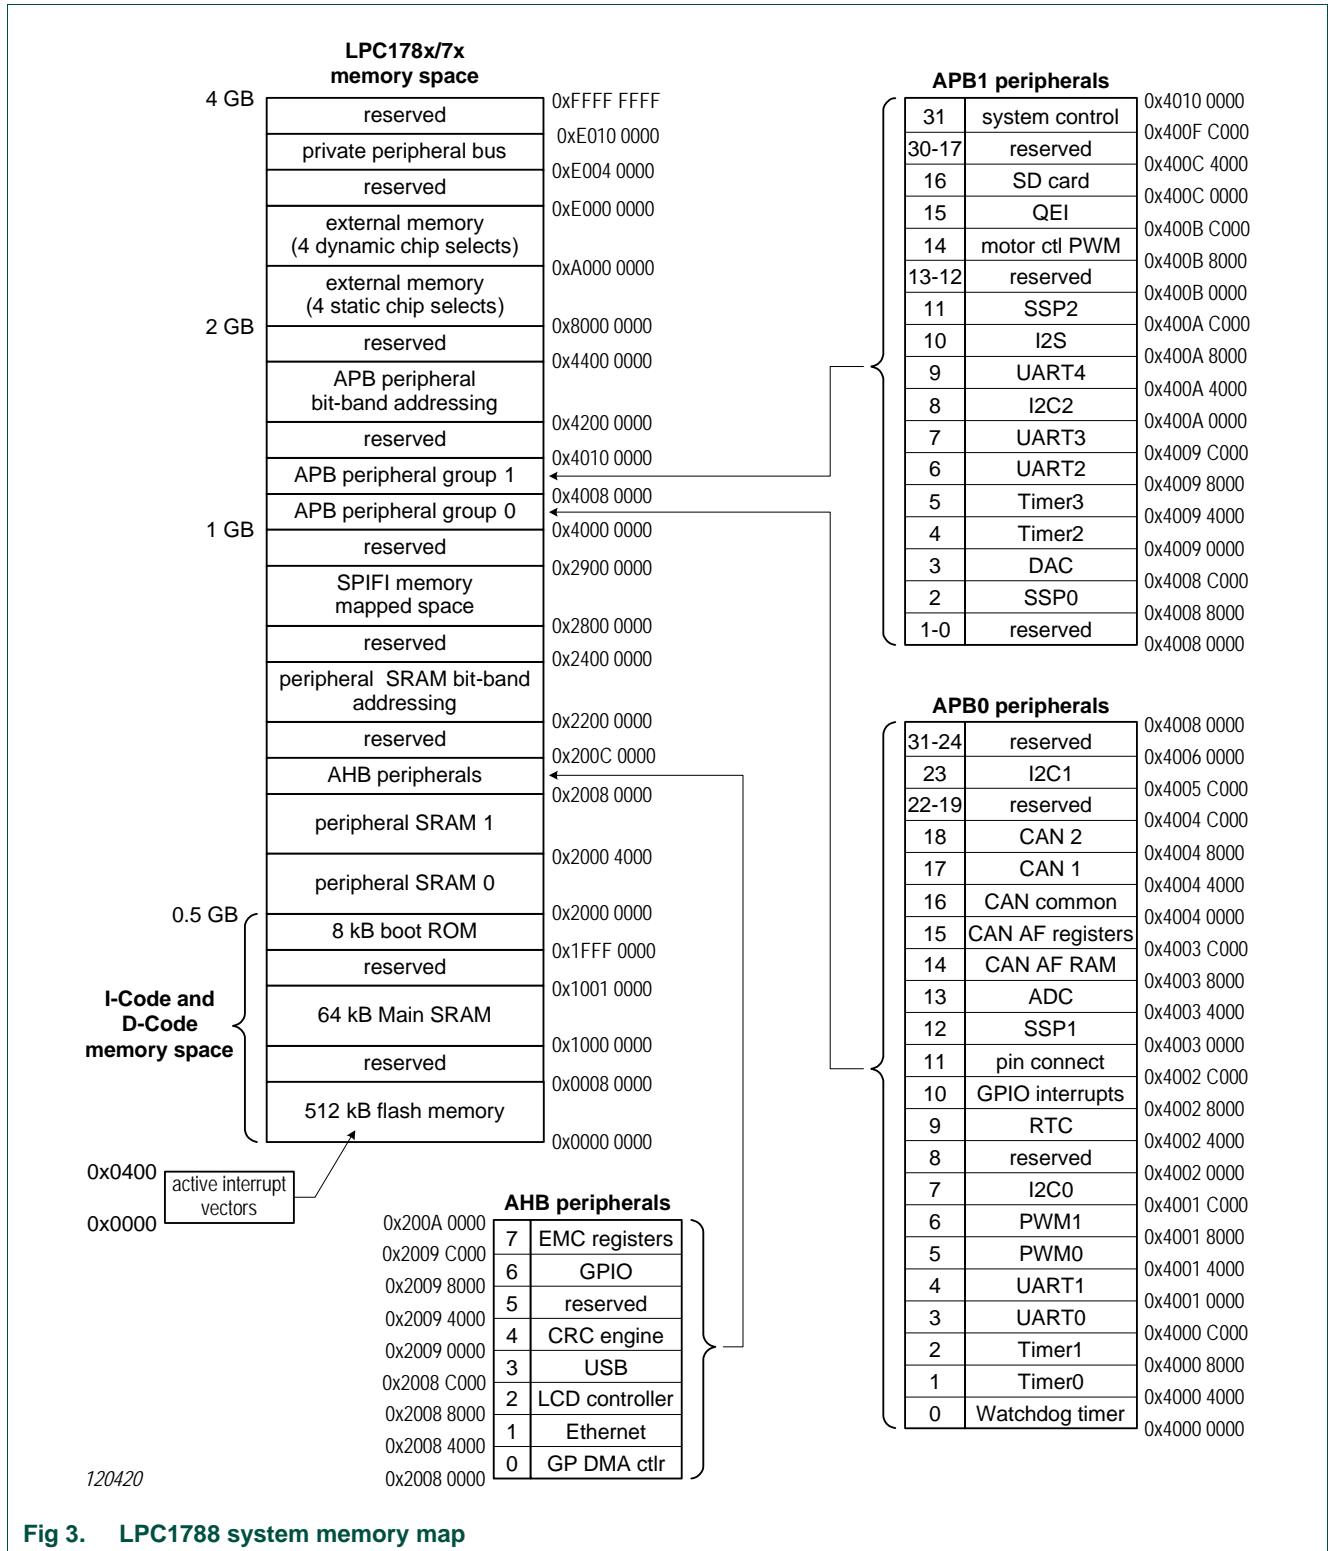 LPC178x/7x
memory space
4 GB
0xFFFF FFFF
reserved
0xE010 0000
private peripheral bus
0xE004 0000
reserved
0xE000 0000
external memory
(4 dynamic chip selects)
0xA000 0000
external memory
(4 static chip selects)
2 GB
0x8000 0000
reserved
0x4400 0000
APB peripheral
bit-band addressing
0x4200 0000
reserved
0x4010 0000
APB peripheral group 1
0x4008 0000
APB peripheral group 0
1 GB
0x4000 0000
reserved
0x2900 0000
SPIFI memory
mapped space
0x2800 0000
reserved
0x2400 0000
peripheral SRAM bit-band
addressing
0x2200 0000
reserved
0x200C 0000
AHB peripherals
0x2008 0000
peripheral SRAM 1
0x2000 4000
peripheral SRAM 0
0.5 GB
0x2000 0000
8 kB boot ROM
0x1FFF 0000
reserved
0x1001 0000
I-Code and
D-Code
memory space
64 kB Main SRAM
0x1000 0000
reserved
0x0008 0000
512 kB flash memory
0x0000 0000
0x0400
active interrupt
vectors
0x0000
APB1 peripherals
0x4010 0000
31 system control
0x400F C000
30-17 reserved
0x400C 4000
16 SD card
0x400C 0000
15 QEI
0x400B C000
14 motor ctl PWM
0x400B 8000
13-12 reserved
0x400B 0000
11 SSP2
0x400A C000
10 I2S
0x400A 8000
9 UART4
0x400A 4000
8 I2C2
0x400A 0000
7 UART3
0x4009 C000
6 UART2
0x4009 8000
5 Timer3
0x4009 4000
4 Timer2
0x4009 0000
3 DAC
0x4008 C000
2 SSP0
0x4008 8000
1-0 reserved
0x4008 0000
APB0 peripherals
0x4008 0000
31-24 reserved
0x4006 0000
23 I2C1
0x4005 C000
22-19 reserved
0x4004 C000
18 CAN 2
0x4004 8000
17 CAN 1
0x4004 4000
16 CAN common
0x4004 0000
15 CAN AF registers
0x4003 C000
14 CAN AF RAM
0x4003 8000
13 ADC
0x4003 4000
12 SSP1
0x4003 0000
11 pin connect
0x4002 C000
10 GPIO interrupts
0x4002 8000
9 RTC
0x4002 4000
8 reserved
0x4002 0000
7 I2C0
0x4001 C000
6 PWM1
0x4001 8000
5 PWM0
0x4001 4000
4 UART1
0x4001 0000
3 UART0
0x4000 C000
2 Timer1
0x4000 8000
1 Timer0
0x4000 4000
0 Watchdog timer
0x4000 0000
AHB peripherals
0x200A 0000
7 EMC registers
0x2009 C000
6 GPIO
0x2009 8000
5 reserved
0x2009 4000
4 CRC engine
0x2009 0000
3 USB
0x2008 C000
2 LCD controller
0x2008 8000
1 Ethernet
0x2008 4000
0 GP DMA ctlr
0x2008 0000
120420
Fig 3. LPC1788 system memory map